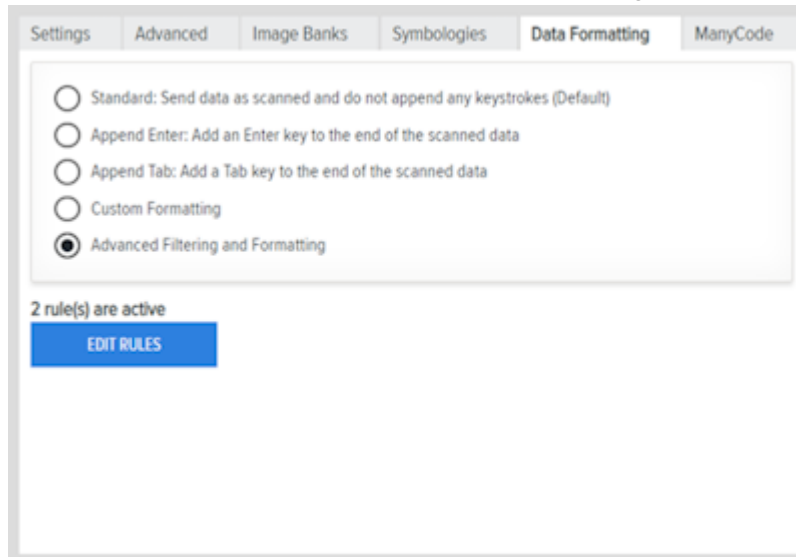 Settings Advanced Image Banks Symbologies Data Formatting ManyCode
Standard: Send data as scanned and do not append any keystrokes (Default)
Append Enter: Add an Enter key to the end of the scanned data
Append Tab: Add a Tab key to the end of the scanned data
Custom Formatting
Advanced Filtering and Formatting
2 rule(s) are active
EDIT RULES